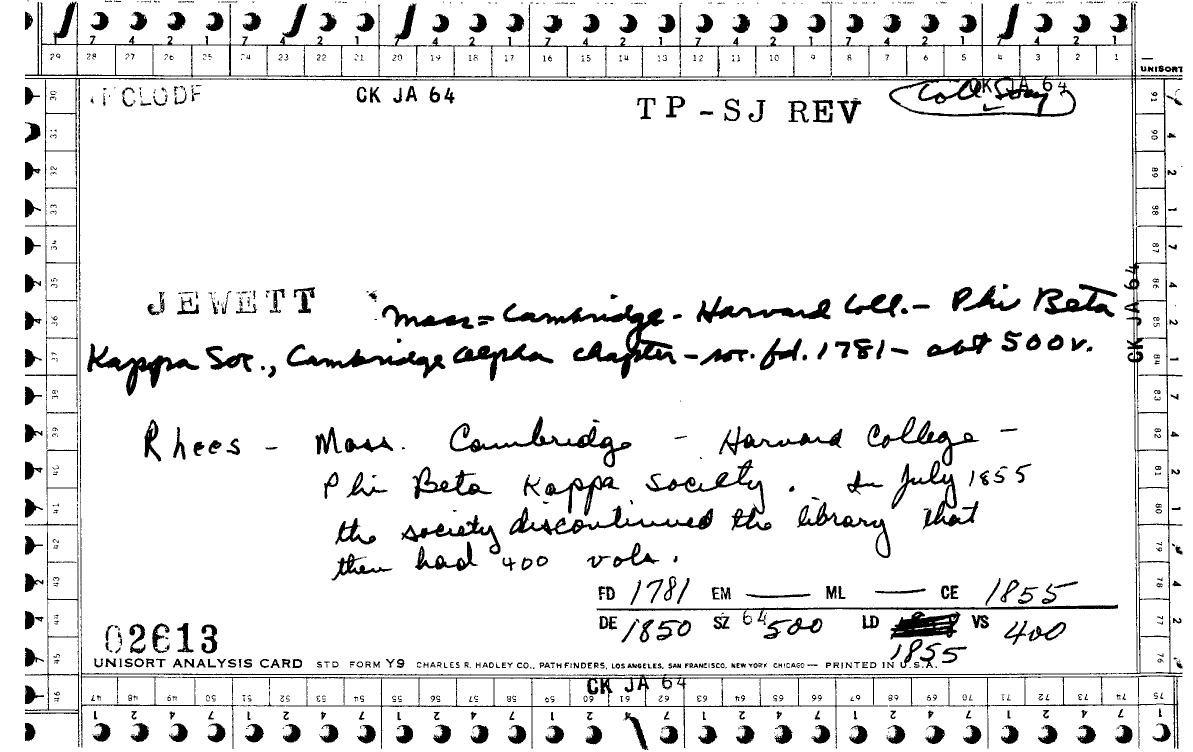 7 4 2 1 7 4 2 1 7 4 2 1 7 4 2 1 7 4 2 1 7 4 2 1 7 4 2 1
29 28 27 26 25 24 23 22 21 20 19 18 17 16 15 14 13 12 11 10 9 8 7 6 5 4 3 2 1
UNISORT
CK JA 64
TP-SJ REV
CK JA 64
JEWETT
Mass = Cambridge - Harvard Coll. - Phi Beta
Kappa Soc., Cambridge Alpha chapter - soc. fd. 1781 - abt 500 v.
CK JA 64
Rhees - Mass. Cambridge - Harvard College -
Phi Beta Kappa Society. In July 1855
the society discontinued the library that
then had 400 vols.
FD 1781 EM —— ML —— CE 1855
DE 1850 SZ 64 500 LD 1855 VS 400
02613
UNISORT ANALYSIS CARD STD FORM Y9 CHARLES R. HADLEY CO., PATHFINDERS, LOS ANGELES, SAN FRANCISCO, NEW YORK CHICAGO — PRINTED IN U.S.A.
CK JA 64
47 48 49 50 51 52 53 54 55 56 57 58 59 60 61 62 63 64 65 66 67 68 69 70 71 72 73 74 75
30 31 32 33 34 35 36 37 38 39 40 41 42 43 44 45 46
91 90 89 88 87 86 85 84 83 82 81 80 79 78 77 76